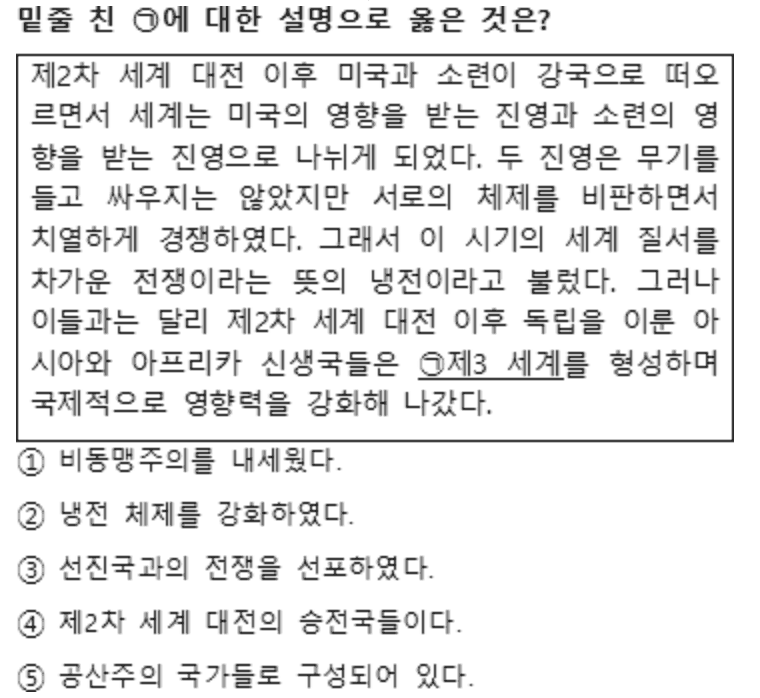 밑줄 친 ㉠에 대한 설명으로 옳은 것은?
제2차 세계 대전 이후 미국과 소련이 강국으로 떠오
르면서 세계는 미국의 영향을 받는 진영과 소련의 영
향을 받는 진영으로 나뉘게 되었다. 두 진영은 무기를
들고 싸우지는 않았지만 서로의 체제를 비판하면서
치열하게 경쟁하였다. 그래서 이 시기의 세계 질서를
차가운 전쟁이라는 뜻의 냉전이라고 불렀다. 그러나
이들과는 달리 제2차 세계 대전 이후 독립을 이룬 아
시아와 아프리카 신생국들은 ㉠제3 세계를 형성하며
국제적으로 영향력을 강화해 나갔다.
① 비동맹주의를 내세웠다.
② 냉전 체제를 강화하였다.
③ 선진국과의 전쟁을 선포하였다.
④ 제2차 세계 대전의 승전국들이다.
⑤ 공산주의 국가들로 구성되어 있다.